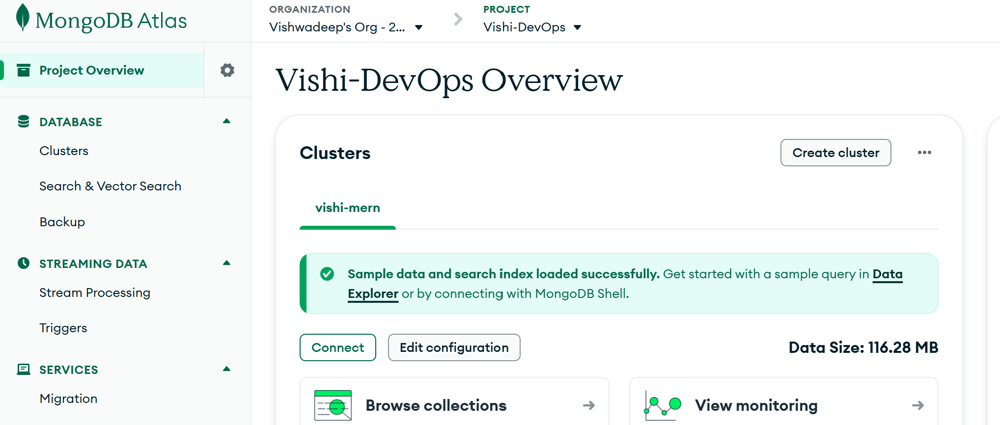 MongoDB Atlas
ORGANIZATION
Vishwadeep's Org - 2...
PROJECT
Vishi-DevOps
Project Overview
DATABASE
Clusters
Search & Vector Search
Backup
STREAMING DATA
Stream Processing
Triggers
SERVICES
Migration
Vishi-DevOps Overview
Clusters
Create cluster
vishi-mern
Sample data and search index loaded successfully. Get started with a sample query in Data
Explorer or by connecting with MongoDB Shell.
Connect
Edit configuration
Data Size: 116.28 MB
Browse collections
View monitoring